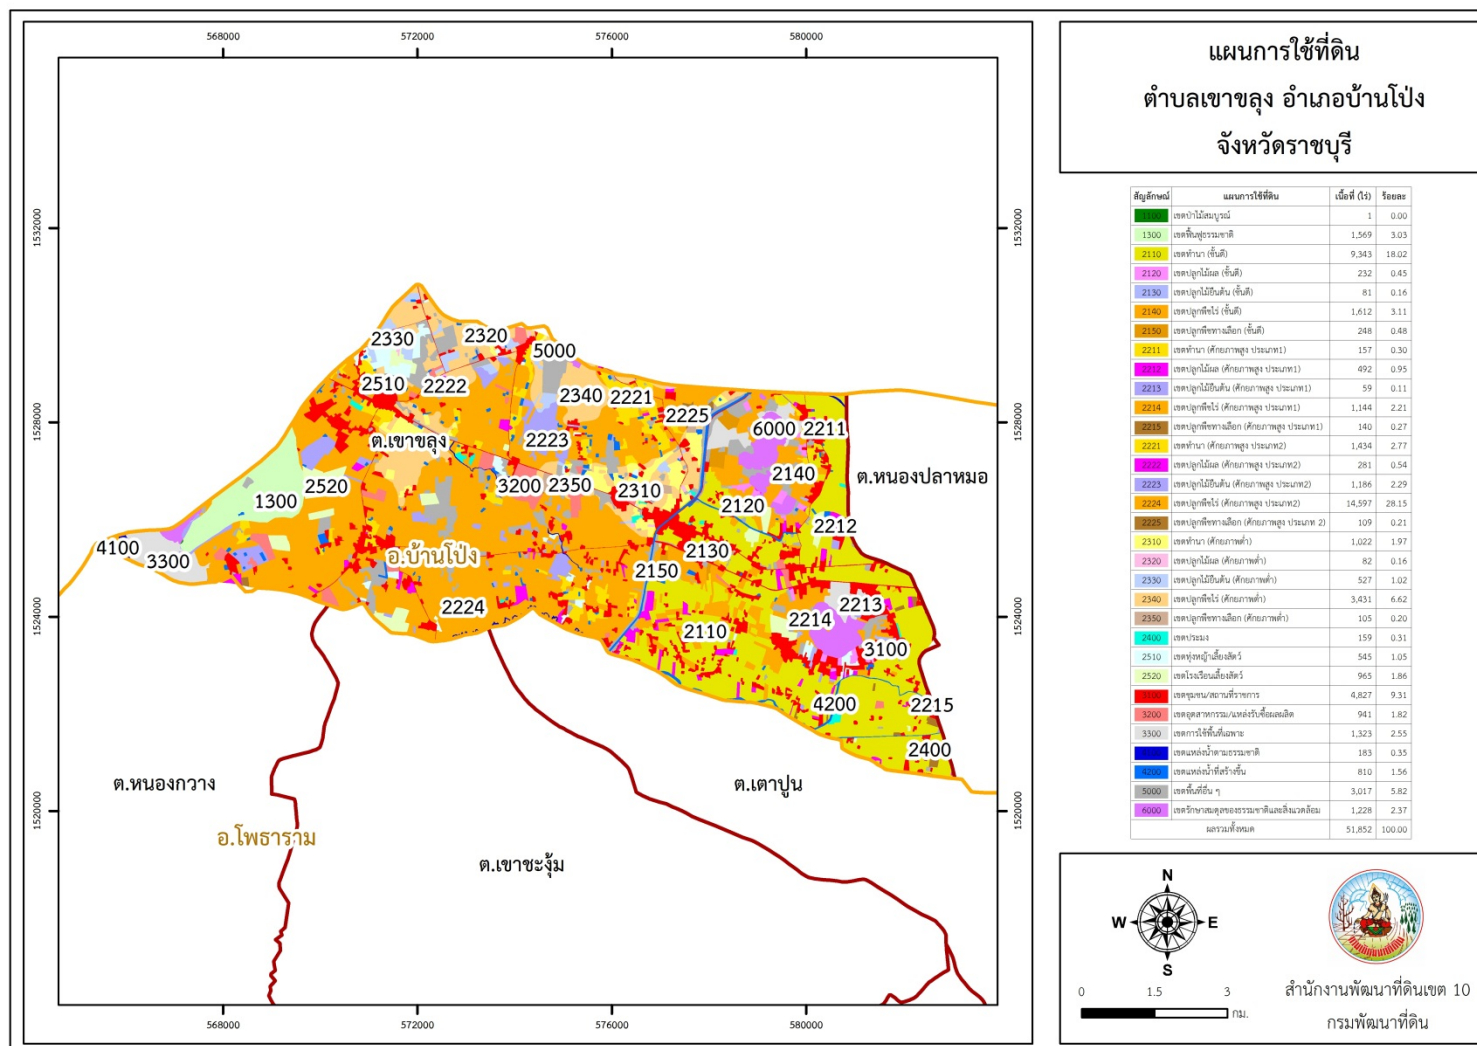 แผนการใช้ที่ดิน
ตำบลเขาขลุง อำเภอบ้านโป่ง
จังหวัดราชบุรี
568000 572000 576000 580000
1532000 1532000
1528000 1528000
1524000 1524000
1520000 1520000
568000 572000 576000 580000
2330 2320
5000
2510 2222 2340 2221
2225 6000 2211
ต.เขาขลุง 2223
ต.หนองปลาหมอ
1300 2520 3200 2350 2310 2140
2120
2212
4100
3300
อ.บ้านโป่ง
2130
2150
2224
2110
2214 2213
3100
4200 2215
2400
ต.หนองกวาง
ต.เตาปูน
อ.โพธาราม
ต.เขาชะงุ้ม
สัญลักษณ์ แผนการใช้ที่ดิน เนื้อที่ (ไร่) ร้อยละ
1100 เขตป่าไม้สมบูรณ์ 1 0.00
1300 เขตฟื้นฟูธรรมชาติ 1,569 3.03
2110 เขตทำนา (ชั้นดี) 9,343 18.02
2120 เขตปลูกไม้ผล (ชั้นดี) 232 0.45
2130 เขตปลูกไม้ยืนต้น (ชั้นดี) 81 0.16
2140 เขตปลูกพืชไร่ (ชั้นดี) 1,612 3.11
2150 เขตปลูกพืชทางเลือก (ชั้นดี) 248 0.48
2211 เขตทำนา (ศักยภาพสูง ประเภท1) 157 0.30
2212 เขตปลูกไม้ผล (ศักยภาพสูง ประเภท1) 492 0.95
2213 เขตปลูกไม้ยืนต้น (ศักยภาพสูง ประเภท1) 59 0.11
2214 เขตปลูกพืชไร่ (ศักยภาพสูง ประเภท1) 1,144 2.21
2215 เขตปลูกพืชทางเลือก (ศักยภาพสูง ประเภท1) 140 0.27
2221 เขตทำนา (ศักยภาพสูง ประเภท2) 1,434 2.77
2222 เขตปลูกไม้ผล (ศักยภาพสูง ประเภท2) 281 0.54
2223 เขตปลูกไม้ยืนต้น (ศักยภาพสูง ประเภท2) 1,186 2.29
2224 เขตปลูกพืชไร่ (ศักยภาพสูง ประเภท2) 14,597 28.15
2225 เขตปลูกพืชทางเลือก (ศักยภาพสูง ประเภท 2) 109 0.21
2310 เขตทำนา (ศักยภาพต่ำ) 1,022 1.97
2320 เขตปลูกไม้ผล (ศักยภาพต่ำ) 82 0.16
2330 เขตปลูกไม้ยืนต้น (ศักยภาพต่ำ) 527 1.02
2340 เขตปลูกพืชไร่ (ศักยภาพต่ำ) 3,431 6.62
2350 เขตปลูกพืชทางเลือก (ศักยภาพต่ำ) 105 0.20
2400 เขตประมง 159 0.31
2510 เขตทุ่งหญ้าเลี้ยงสัตว์ 545 1.05
2520 เขตโรงเรือนเลี้ยงสัตว์ 965 1.86
3100 เขตชุมชน/สถานที่ราชการ 4,827 9.31
3200 เขตอุตสาหกรรม/แหล่งรับซื้อผลผลิต 941 1.82
3300 เขตการใช้พื้นที่เฉพาะ 1,323 2.55
เขตแหล่งน้ำตามธรรมชาติ 183 0.35
4200 เขตแหล่งน้ำที่สร้างขึ้น 810 1.56
5000 เขตพื้นที่อื่น ๆ 3,017 5.82
6000 เขตรักษาสมดุลของธรรมชาติและสิ่งแวดล้อม 1,228 2.37
ผลรวมทั้งหมด 51,852 100.00
N
W E
S
0 1.5 3
กม.
กรมพัฒนาที่ดิน
สำนักงานพัฒนาที่ดินเขต 10
กรมพัฒนาที่ดิน